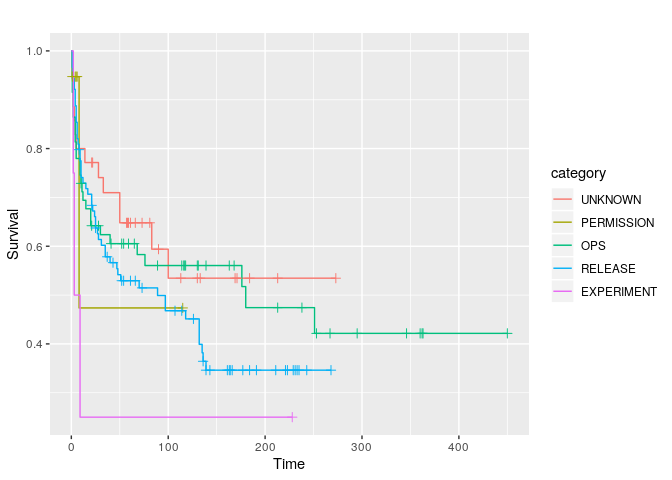 1.0
0.8
0.6
0.4
Survival
0
100
200
300
400
Time
category
UNKNOWN
PERMISSION
OPS
RELEASE
EXPERIMENT